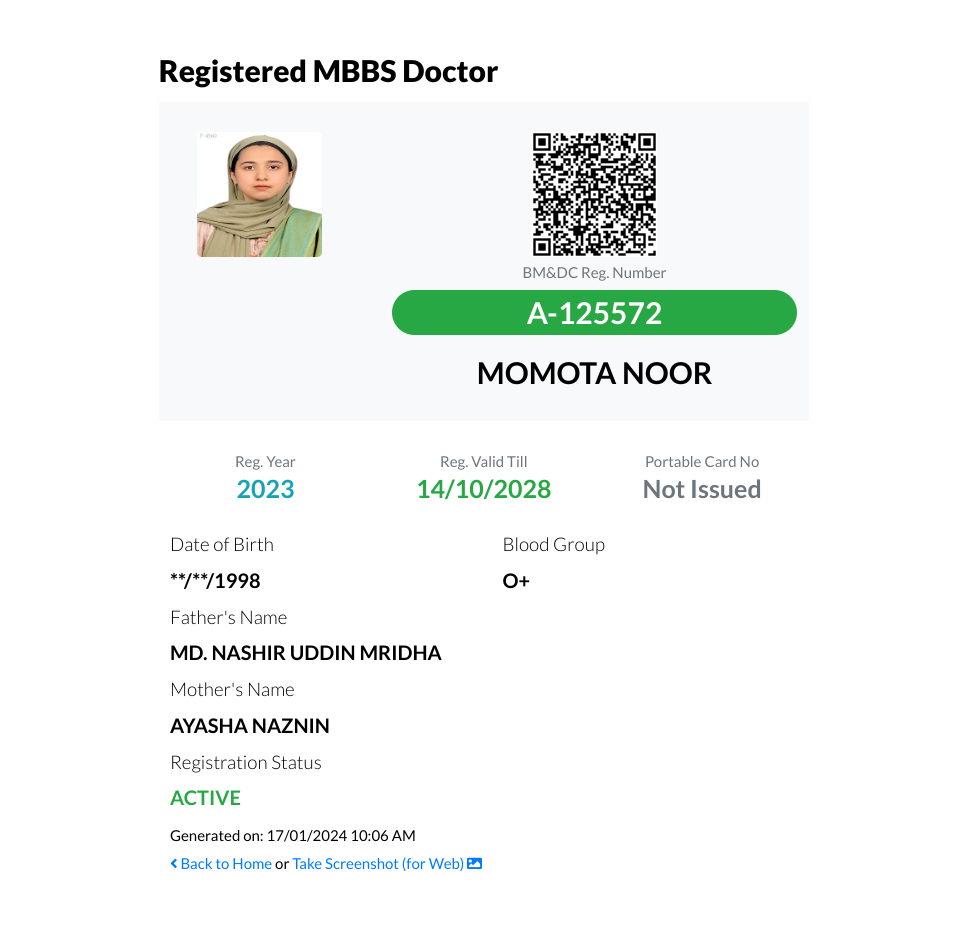 Registered MBBS Doctor
BM&DC Reg. Number
A-125572
MOMOTA NOOR
Reg. Year
2023
Reg. Valid Till
14/10/2028
Portable Card No
Not Issued
Date of Birth
**/**/1998
Blood Group
O+
Father's Name
MD. NASHIR UDDIN MRIDHA
Mother's Name
AYASHA NAZNIN
Registration Status
ACTIVE
Generated on: 17/01/2024 10:06 AM
Back to Home or Take Screenshot (for Web)